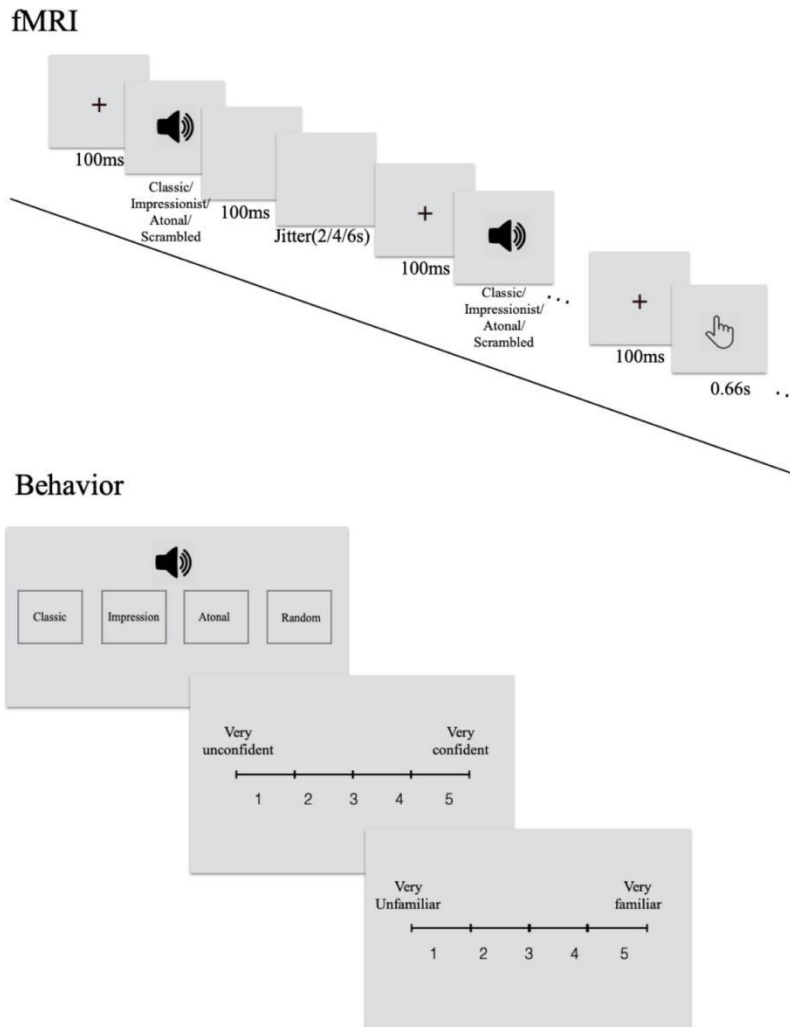 fMRI
100ms
Classic/
Impressionist/
Atonal/
Scrambled
100ms
Jitter(2/4/6s)
100ms
Classic/
Impressionist/
Atonal/
Scrambled
...
100ms
0.66s
..
Behavior
Classic Impression Atonal Random
Very
unconfident
Very
confident
1 2 3 4 5
Very
Unfamiliar
Very
familiar
1 2 3 4 5